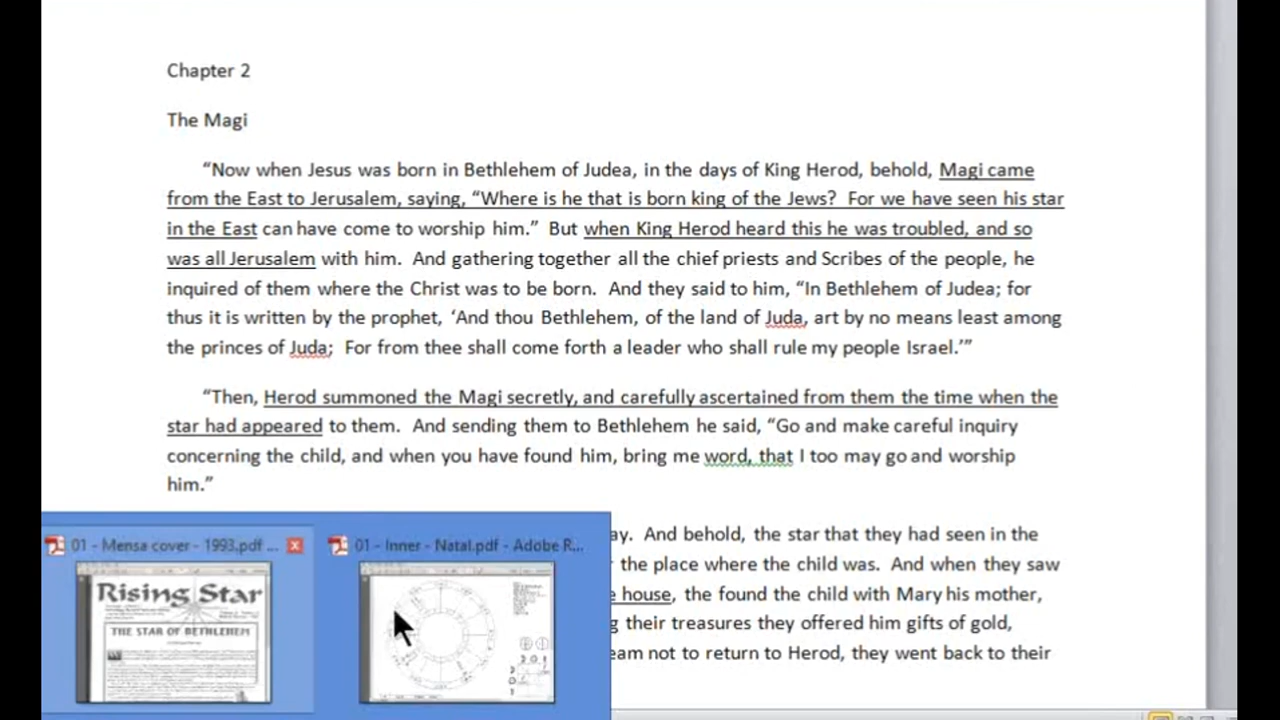 Chapter 2
The Magi
“Now when Jesus was born in Bethlehem of Judea, in the days of King Herod, behold, Magi came
from the East to Jerusalem, saying, “Where is he that is born king of the Jews?  For we have seen his star
in the East can have come to worship him.”  But when King Herod heard this he was troubled, and so
was all Jerusalem with him.  And gathering together all the chief priests and Scribes of the people, he
inquired of them where the Christ was to be born.  And they said to him, “In Bethlehem of Judea; for
thus it is written by the prophet, ‘And thou Bethlehem, of the land of Juda, art by no means least among
the princes of Juda;  For from thee shall come forth a leader who shall rule my people Israel.’”
“Then, Herod summoned the Magi secretly, and carefully ascertained from them the time when the
star had appeared to them.  And sending them to Bethlehem he said, “Go and make careful inquiry
concerning the child, and when you have found him, bring me word, that I too may go and worship
him.”
ay.  And behold, the star that they had seen in the
the place where the child was.  And when they saw
house, the found the child with Mary his mother,
their treasures they offered him gifts of gold,
eam not to return to Herod, they went back to their
01 - Mensa cover - 1993.pdf ...
01 - Inner - Natal.pdf - Adobe R...
Rising Star
THE STAR OF BETHLEHEM